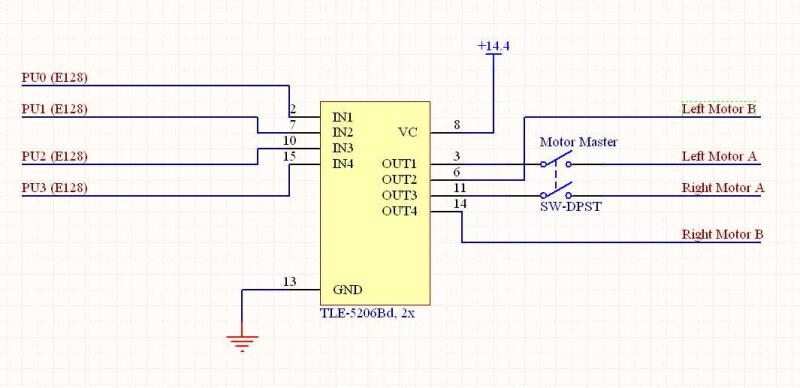 +14.4
PU0 (E128)
PU1 (E128)
PU2 (E128)
PU3 (E128)
2
7
10
15
13
IN1
IN2
IN3
IN4
GND
VC
OUT1
OUT2
OUT3
OUT4
8
3
6
11
14
TLE-5206Bd, 2x
Motor Master
SW-DPST
Left Motor B
Left Motor A
Right Motor A
Right Motor B